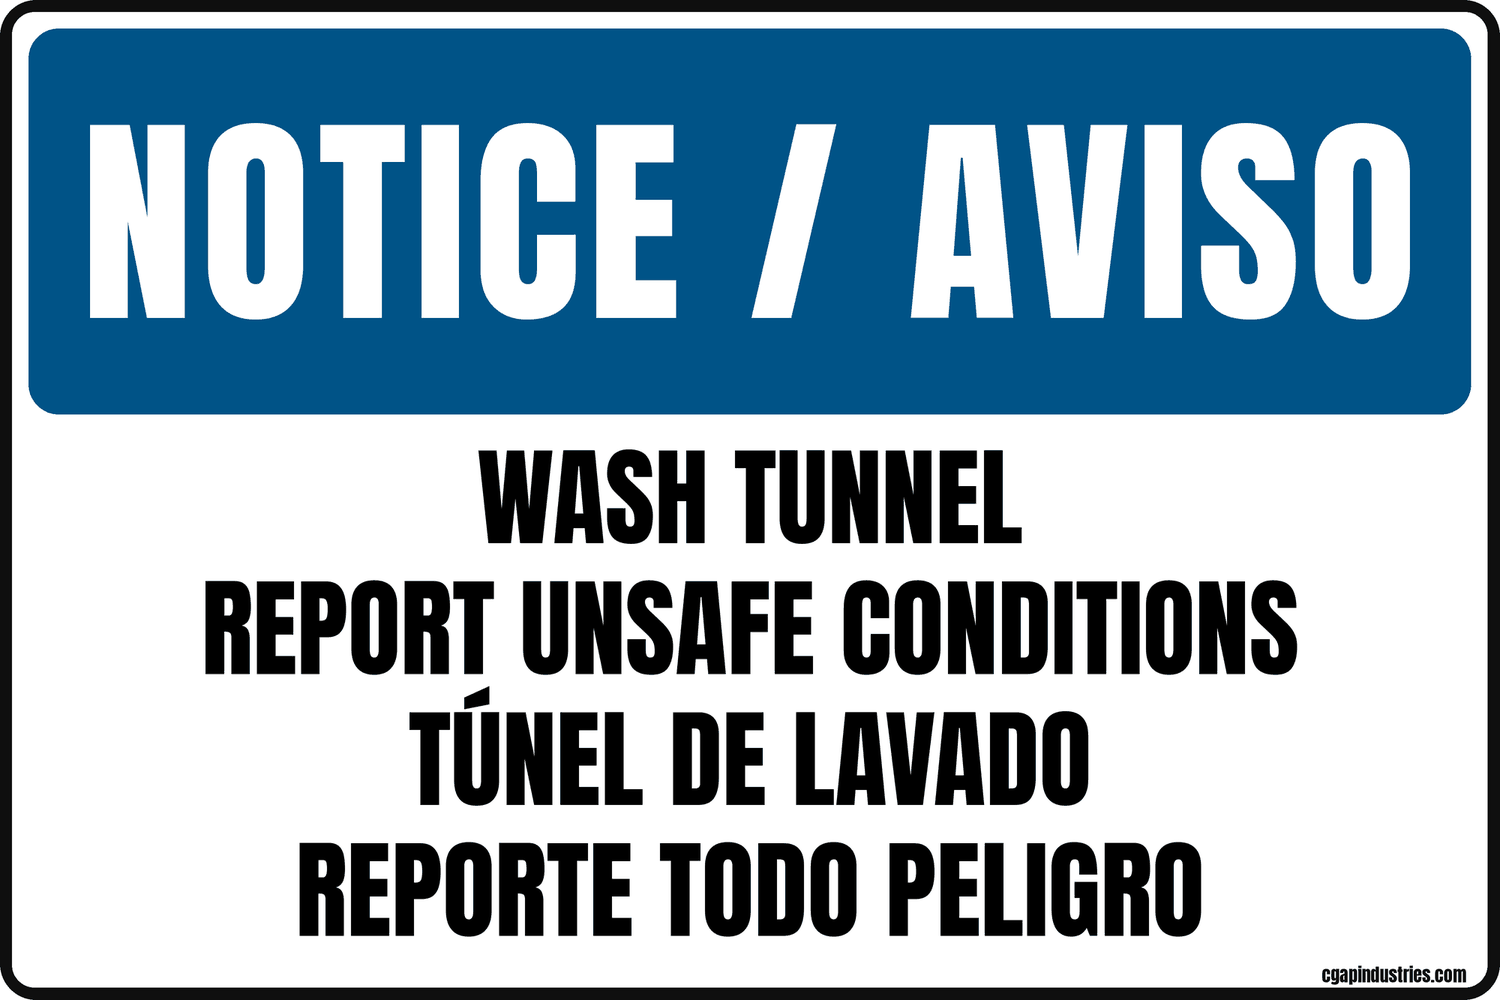 NOTICE / AVISO
WASH TUNNEL
REPORT UNSAFE CONDITIONS
TÚNEL DE LAVADO
REPORTE TODO PELIGRO
cgapindustries.com